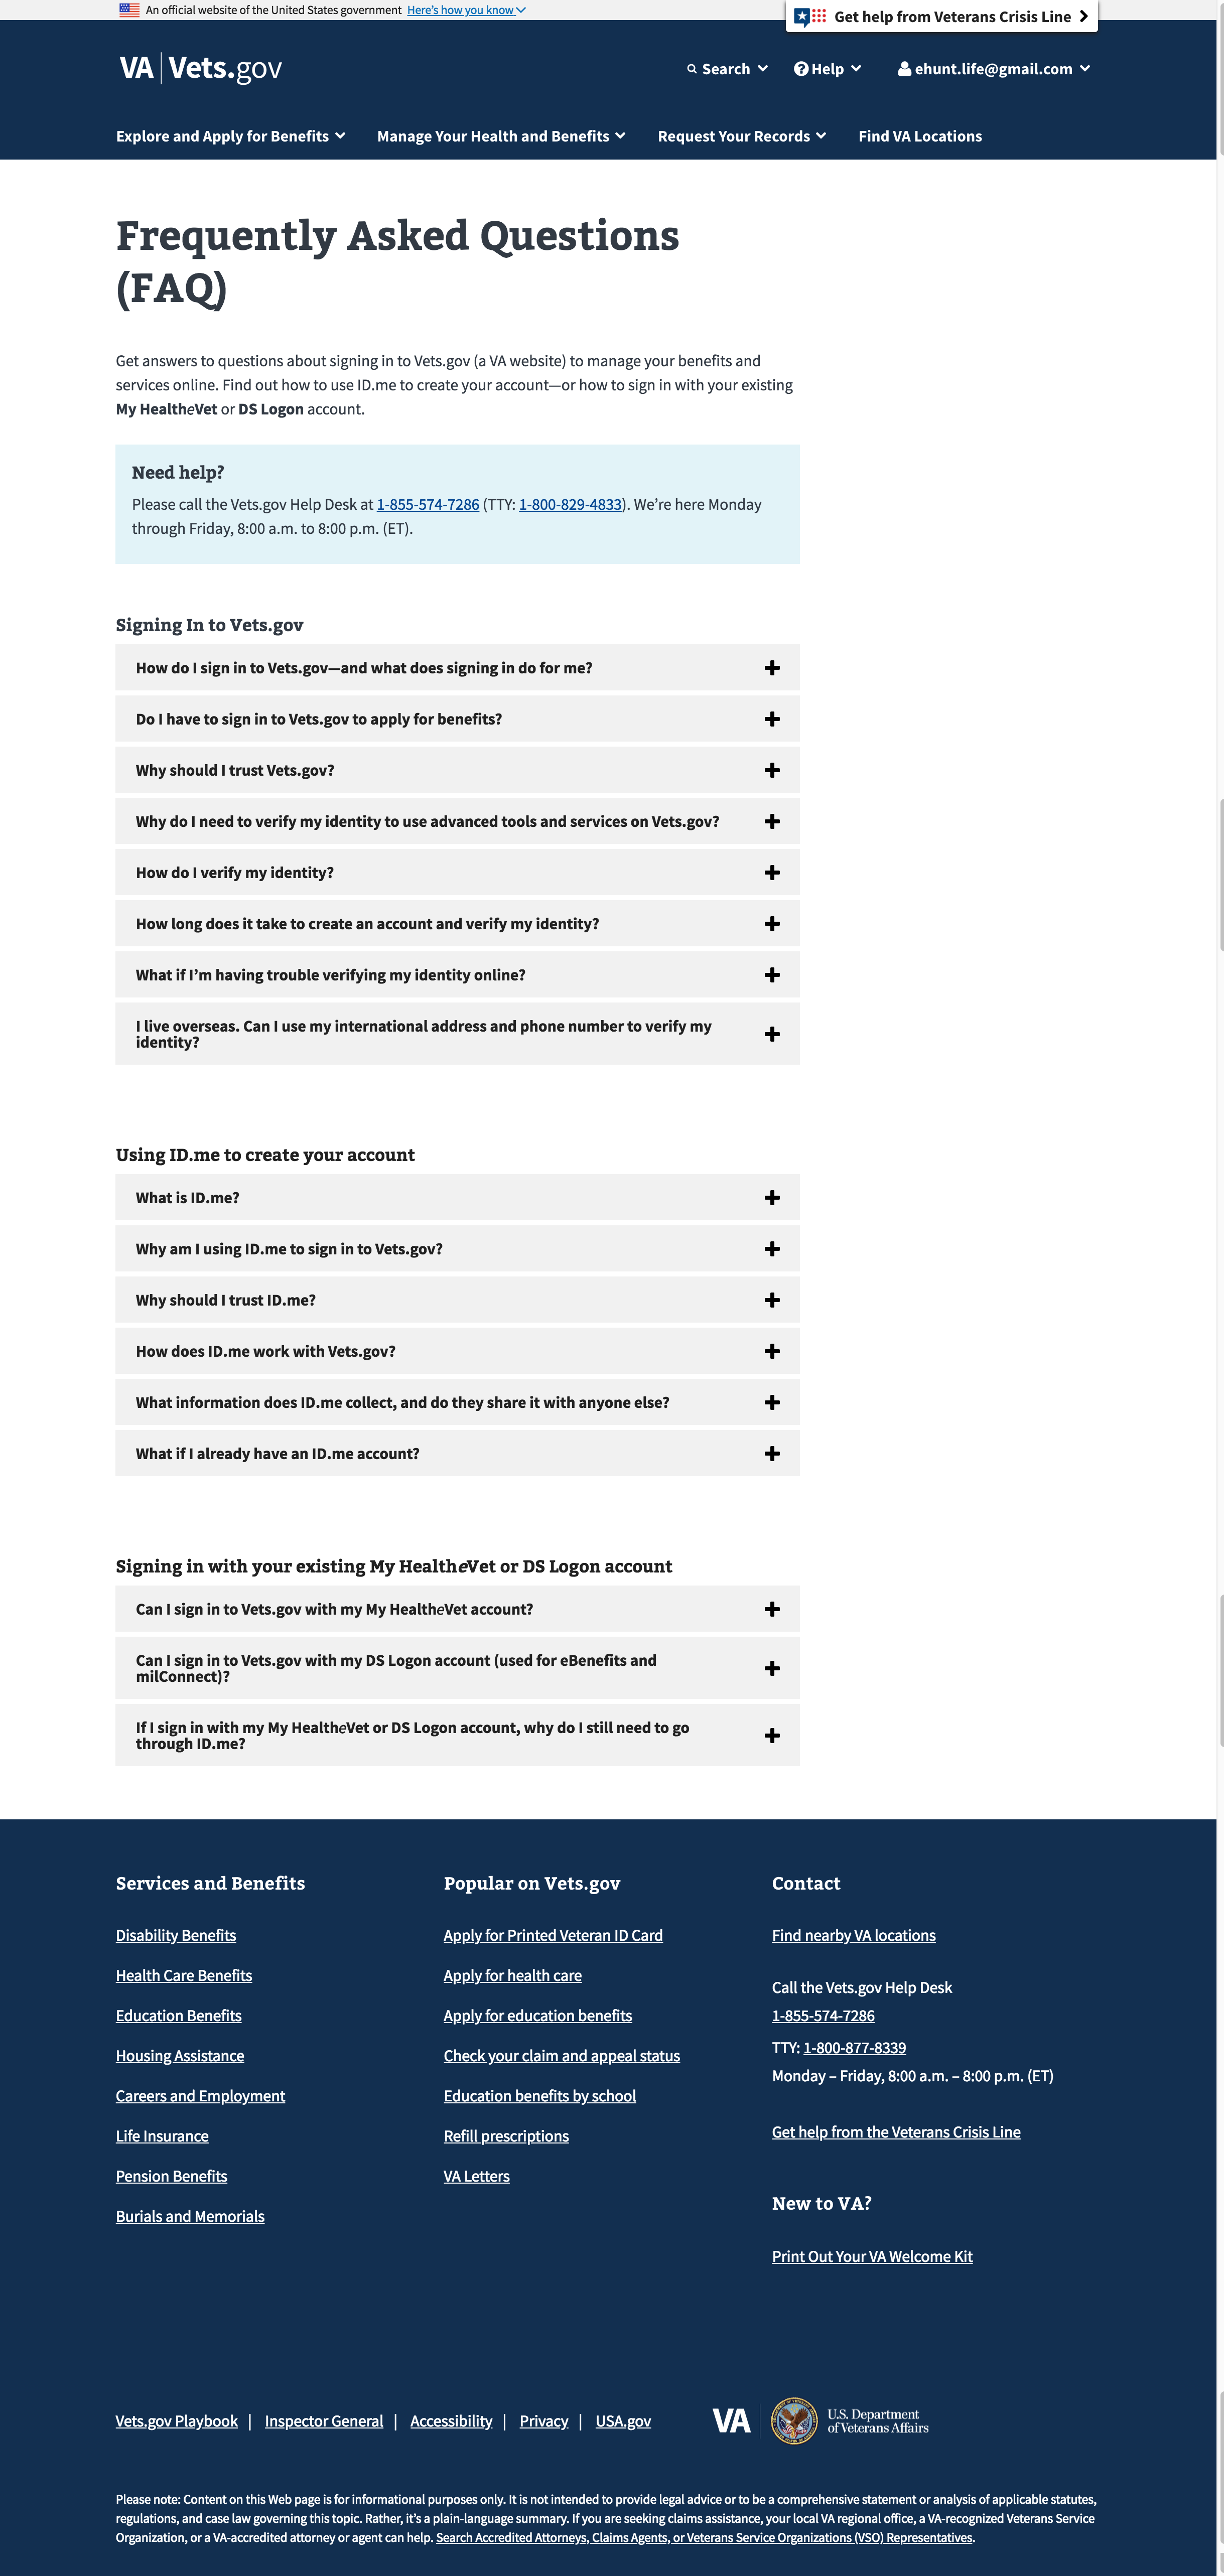 An official website of the United States government Here's how you know
Get help from Veterans Crisis Line
VA Vets.gov
Search Help ehunt.life@gmail.com
Explore and Apply for Benefits Manage Your Health and Benefits Request Your Records Find VA Locations
Frequently Asked Questions
(FAQ)
Get answers to questions about signing in to Vets.gov (a VA website) to manage your benefits and
services online. Find out how to use ID.me to create your account—or how to sign in with your existing
My HealtheVet or DS Logon account.
Need help?
Please call the Vets.gov Help Desk at 1-855-574-7286 (TTY: 1-800-829-4833). We’re here Monday
through Friday, 8:00 a.m. to 8:00 p.m. (ET).
Signing In to Vets.gov
How do I sign in to Vets.gov—and what does signing in do for me?
Do I have to sign in to Vets.gov to apply for benefits?
Why should I trust Vets.gov?
Why do I need to verify my identity to use advanced tools and services on Vets.gov?
How do I verify my identity?
How long does it take to create an account and verify my identity?
What if I’m having trouble verifying my identity online?
I live overseas. Can I use my international address and phone number to verify my
identity?
Using ID.me to create your account
What is ID.me?
Why am I using ID.me to sign in to Vets.gov?
Why should I trust ID.me?
How does ID.me work with Vets.gov?
What information does ID.me collect, and do they share it with anyone else?
What if I already have an ID.me account?
Signing in with your existing My HealtheVet or DS Logon account
Can I sign in to Vets.gov with my My HealtheVet account?
Can I sign in to Vets.gov with my DS Logon account (used for eBenefits and
milConnect)?
If I sign in with my My HealtheVet or DS Logon account, why do I still need to go
through ID.me?
Services and Benefits
Disability Benefits
Health Care Benefits
Education Benefits
Housing Assistance
Careers and Employment
Life Insurance
Pension Benefits
Burials and Memorials
Popular on Vets.gov
Apply for Printed Veteran ID Card
Apply for health care
Apply for education benefits
Check your claim and appeal status
Education benefits by school
Refill prescriptions
VA Letters
Contact
Find nearby VA locations
Call the Vets.gov Help Desk
1-855-574-7286
TTY: 1-800-877-8339
Monday – Friday, 8:00 a.m. – 8:00 p.m. (ET)
Get help from the Veterans Crisis Line
New to VA?
Print Out Your VA Welcome Kit
Vets.gov Playbook | Inspector General | Accessibility | Privacy | USA.gov
VA
U.S. Department
of Veterans Affairs
Please note: Content on this Web page is for informational purposes only. It is not intended to provide legal advice or to be a comprehensive statement or analysis of applicable statutes,
regulations, and case law governing this topic. Rather, it’s a plain-language summary. If you are seeking claims assistance, your local VA regional office, a VA-recognized Veterans Service
Organization, or a VA-accredited attorney or agent can help. Search Accredited Attorneys, Claims Agents, or Veterans Service Organizations (VSO) Representatives.